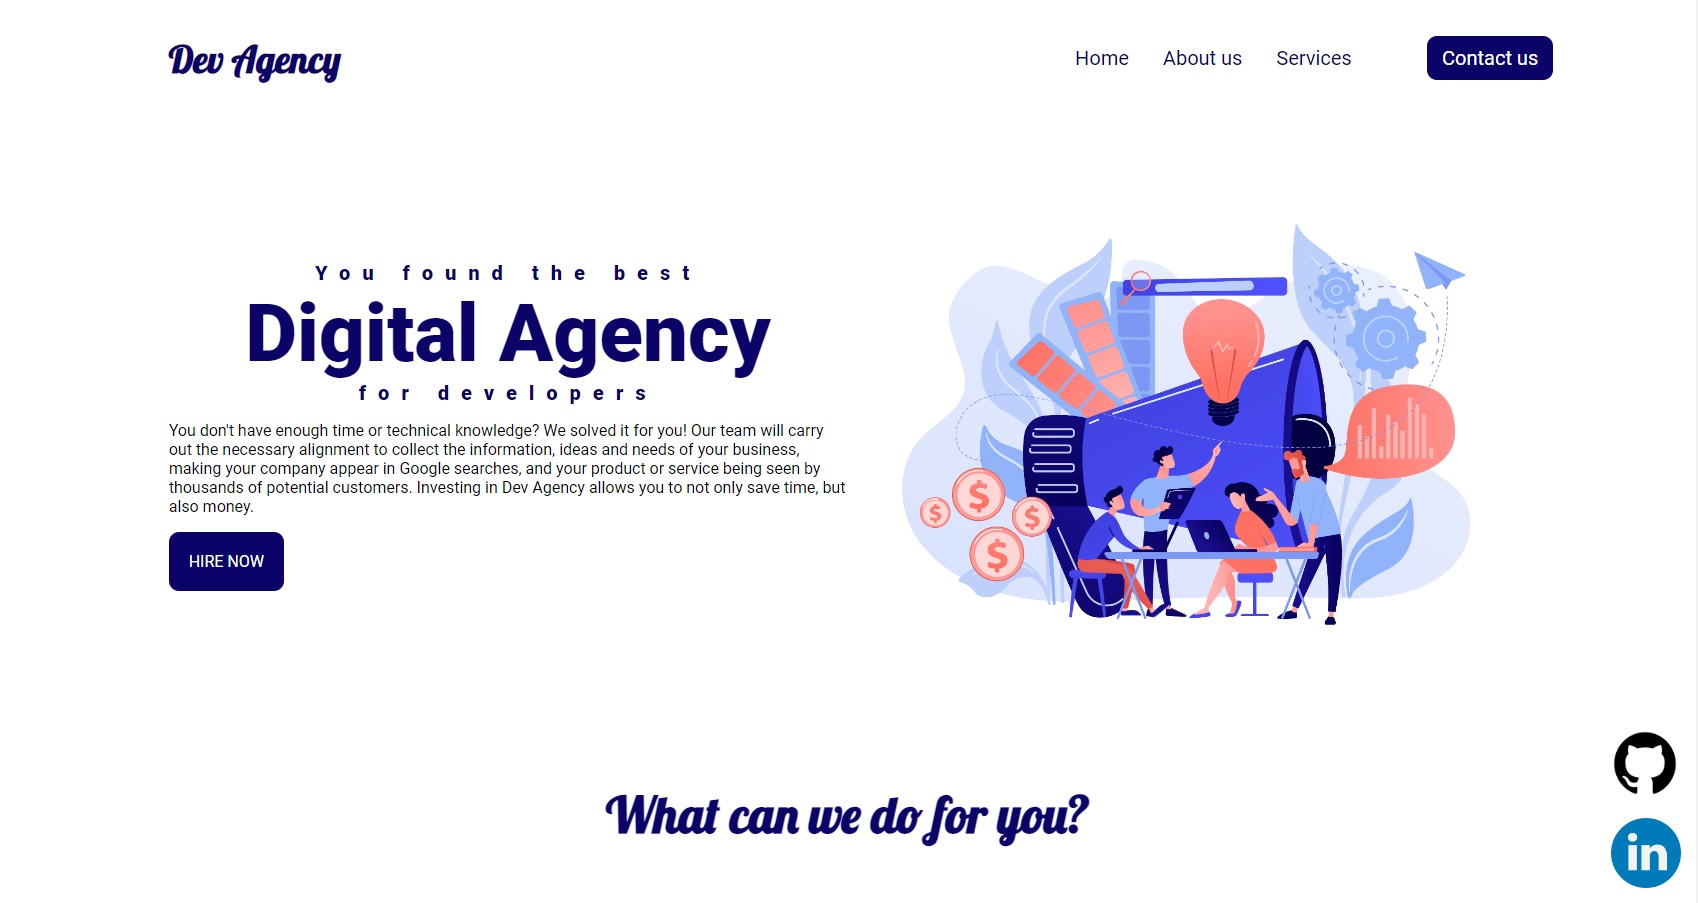 Dev Agency
Home About us Services Contact us
You found the best
Digital Agency
for developers
You don't have enough time or technical knowledge? We solved it for you! Our team will carry
out the necessary alignment to collect the information, ideas and needs of your business,
making your company appear in Google searches, and your product or service being seen by
thousands of potential customers. Investing in Dev Agency allows you to not only save time, but
also money.
HIRE NOW
$
$
$
$
What can we do for you?
in